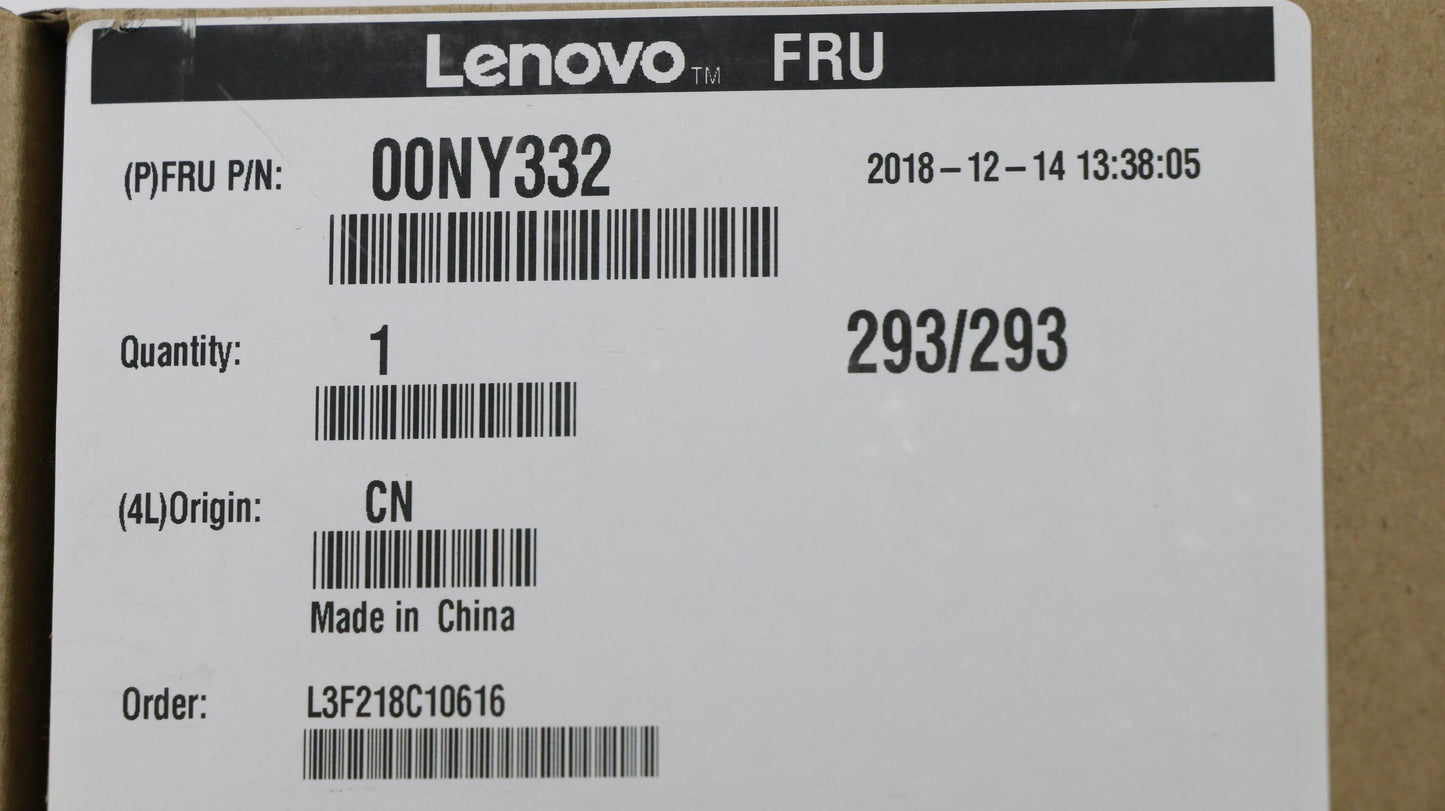 Lenovo™ FRU
(P)FRU P/N: 00NY332 2018-12-14 13:38:05
Quantity: 1 293/293
(4L)Origin: CN
Made in China
Order: L3F218C10616